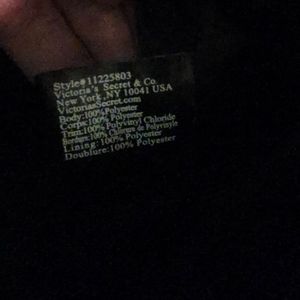 Style#11225803
Victoria's Secret & Co.
New York ,NY 10041 USA
VictoriasSecret.com
Body:100%Polyester
Corps:100% Polyester
Trim:100% Polyvinyl Chloride
Bordure:100% Chlorure de Polyvinyle
Lining: 100% Polyester
Doublure:100% Polyester